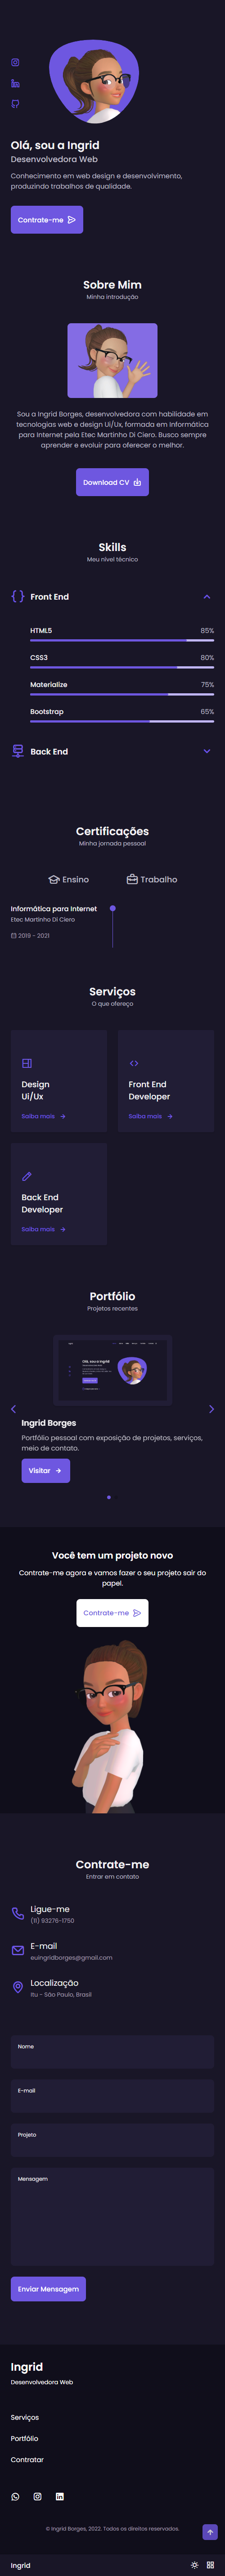 Olá, sou a Ingrid
Desenvolvedora Web
Conhecimento em web design e desenvolvimento,
produzindo trabalhos de qualidade.
Contrate-me
Sobre Mim
Minha introdução
Sou a Ingrid Borges, desenvolvedora com habilidade em
tecnologias web e design Ui/Ux, formada em Informática
para Internet pela Etec Martinho Di Ciero. Busco sempre
aprender e evoluir para oferecer o melhor.
Download CV
Skills
Meu nível técnico
Front End
HTML5 85%
CSS3 80%
Materialize 75%
Bootstrap 65%
Back End
Certificações
Minha jornada pessoal
Ensino Trabalho
Informática para Internet
Etec Martinho Di Ciero
2019 - 2021
Serviços
O que ofereço
Design
Ui/Ux
Saiba mais
Front End
Developer
Saiba mais
Back End
Developer
Saiba mais
Portfólio
Projetos recentes
Olá, sou a Ingrid
Ingrid Borges
Portfólio pessoal com exposição de projetos, serviços,
meio de contato.
Visitar
Você tem um projeto novo
Contrate-me agora e vamos fazer o seu projeto sair do
papel.
Contrate-me
Contrate-me
Entrar em contato
Ligue-me
(11) 93276-1750
E-mail
euingridborges@gmail.com
Localização
Itu - São Paulo, Brasil
Nome
E-mail
Projeto
Mensagem
Enviar Mensagem
Ingrid
Desenvolvedora Web
Serviços
Portfólio
Contratar
© Ingrid Borges, 2022. Todos os direitos reservados.
Ingrid